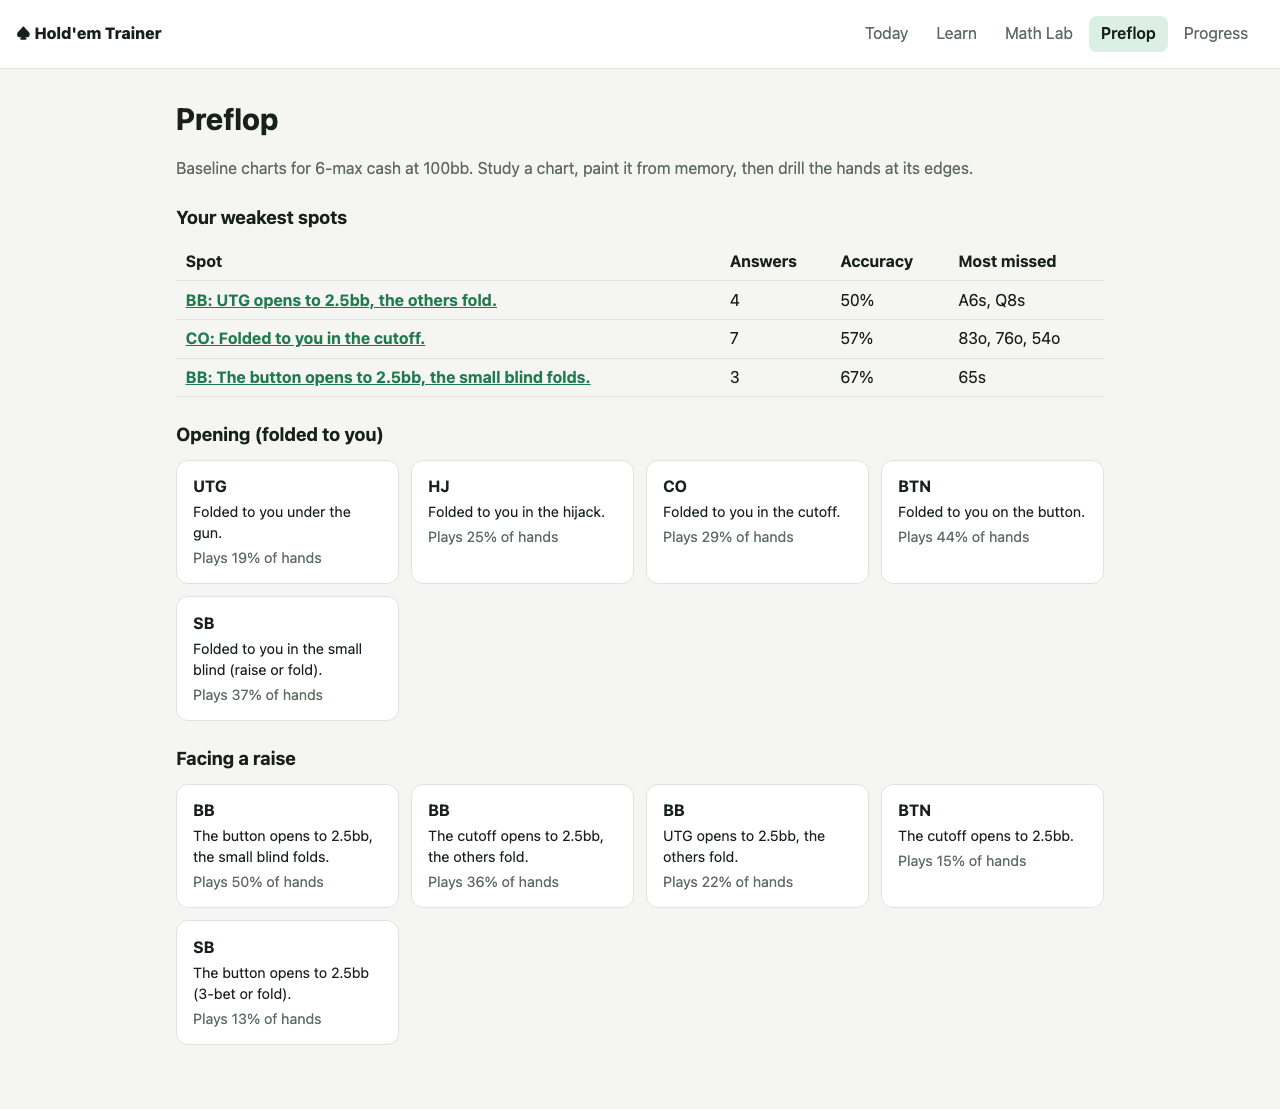 ♠ Hold'em Trainer
Today Learn Math Lab Preflop Progress
Preflop
Baseline charts for 6-max cash at 100bb. Study a chart, paint it from memory, then drill the hands at its edges.
Your weakest spots
Spot Answers Accuracy Most missed
BB: UTG opens to 2.5bb, the others fold. 4 50% A6s, Q8s
CO: Folded to you in the cutoff. 7 57% 83o, 76o, 54o
BB: The button opens to 2.5bb, the small blind folds. 3 67% 65s
Opening (folded to you)
UTG
Folded to you under the
gun.
Plays 19% of hands
HJ
Folded to you in the hijack.
Plays 25% of hands
CO
Folded to you in the cutoff.
Plays 29% of hands
BTN
Folded to you on the button.
Plays 44% of hands
SB
Folded to you in the small
blind (raise or fold).
Plays 37% of hands
Facing a raise
BB
The button opens to 2.5bb,
the small blind folds.
Plays 50% of hands
BB
The cutoff opens to 2.5bb,
the others fold.
Plays 36% of hands
BB
UTG opens to 2.5bb, the
others fold.
Plays 22% of hands
BTN
The cutoff opens to 2.5bb.
Plays 15% of hands
SB
The button opens to 2.5bb
(3-bet or fold).
Plays 13% of hands